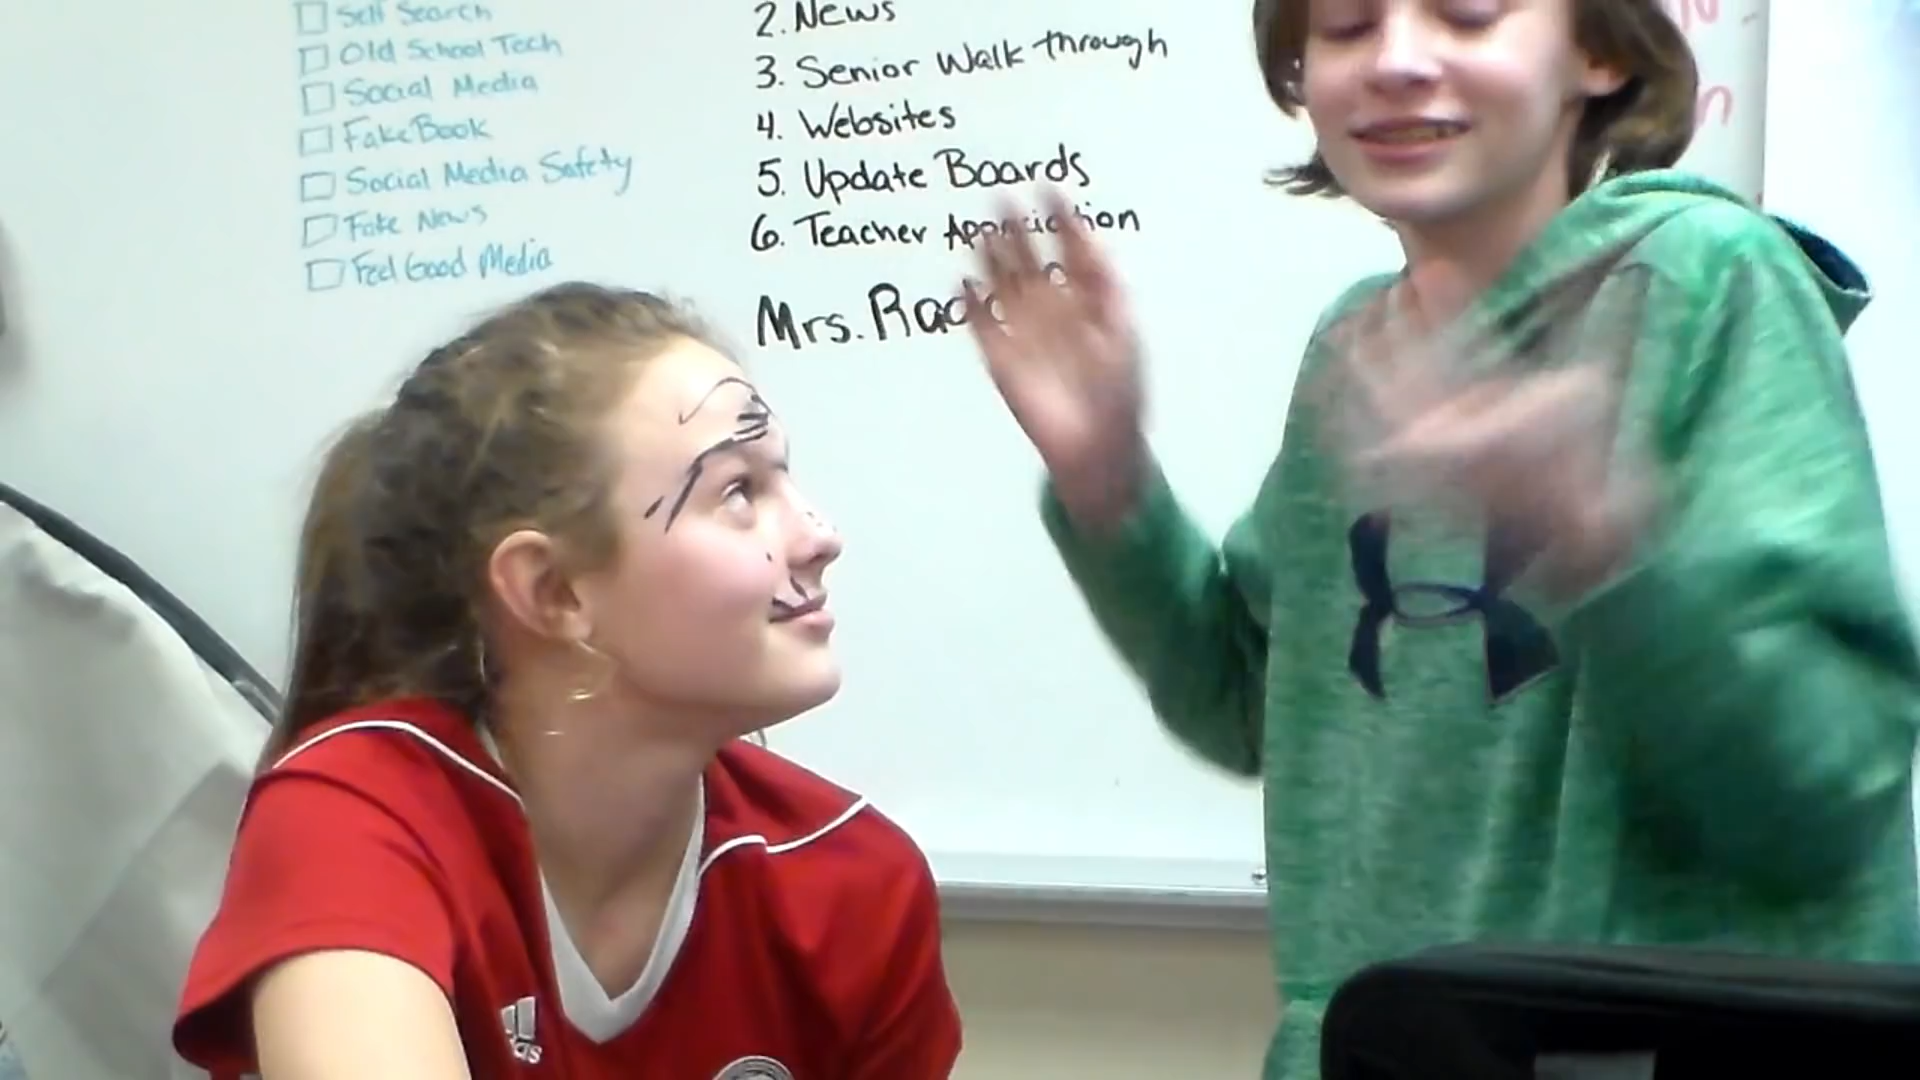 Self Search
Old School Tech
Social Media
FakeBook
Social Media Safety
Fake News
Feel Good Media
2. News
3. Senior Walk through
4. Websites
5. Update Boards
6. Teacher
Mrs.
adidas